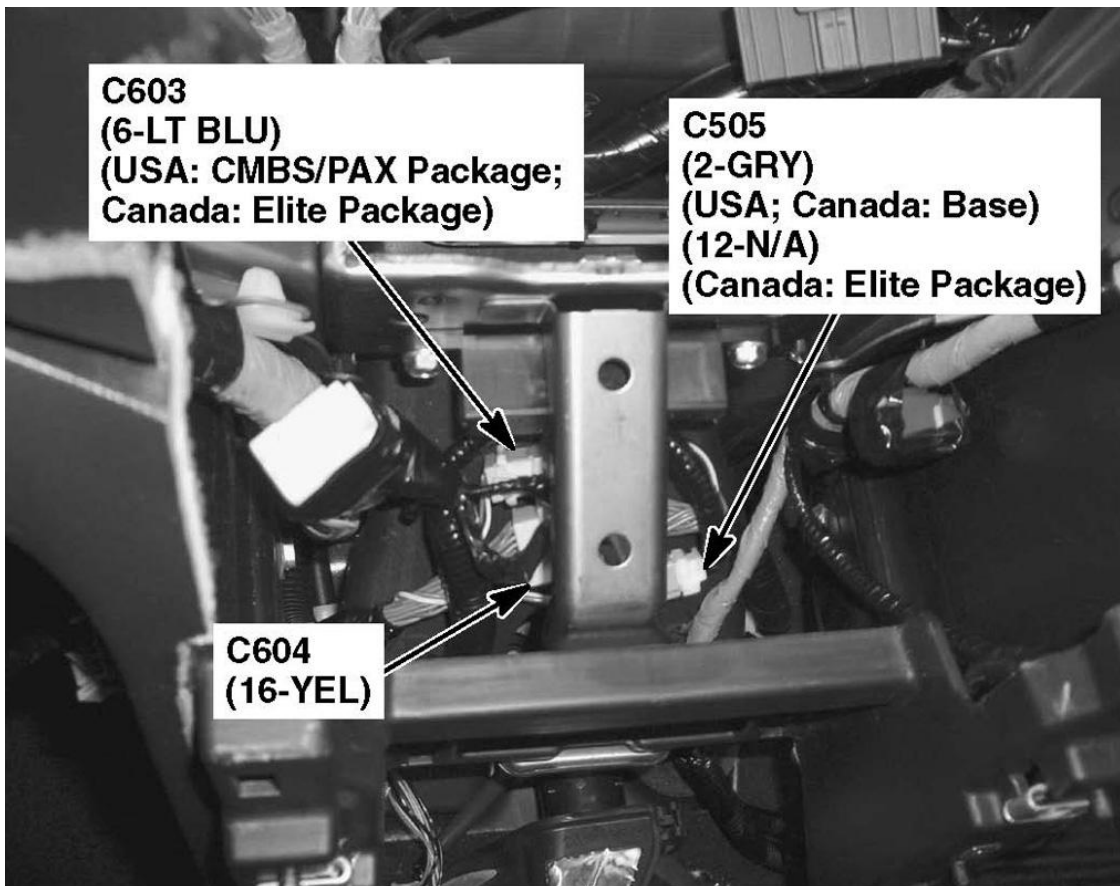 C603
(6-LT BLU)
(USA: CMBS/PAX Package;
Canada: Elite Package)
C505
(2-GRY)
(USA; Canada: Base)
(12-N/A)
(Canada: Elite Package)
C604
(16-YEL)